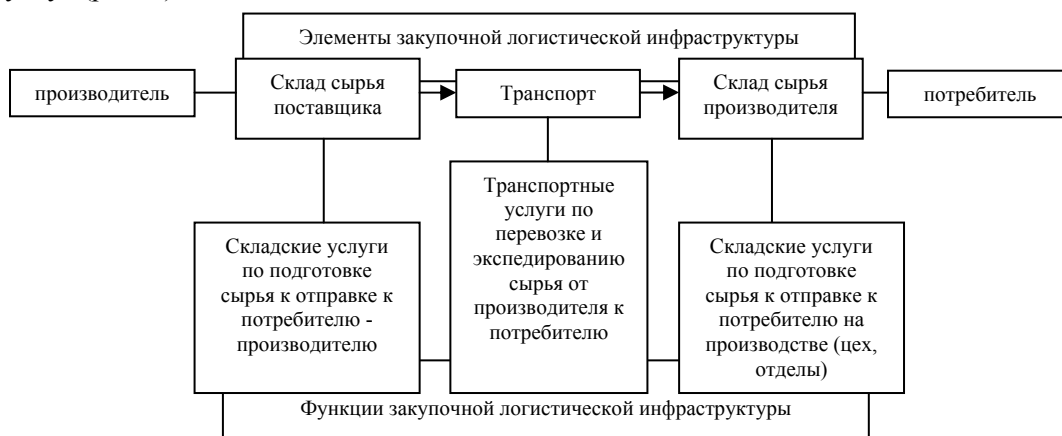 Элементы закупочной логистической инфраструктуры
производитель
Склад сырья
поставщика
Транспорт
Склад сырья
производителя
потребитель
Складские услуги
по подготовке
сырья к отправке к
потребителю -
производителю
Транспортные
услуги по
перевозке и
экспедированию
сырья от
производителя к
потребителю
Складские услуги
по подготовке
сырья к отправке к
потребителю на
производстве (цех,
отделы)
Функции закупочной логистической инфраструктуры